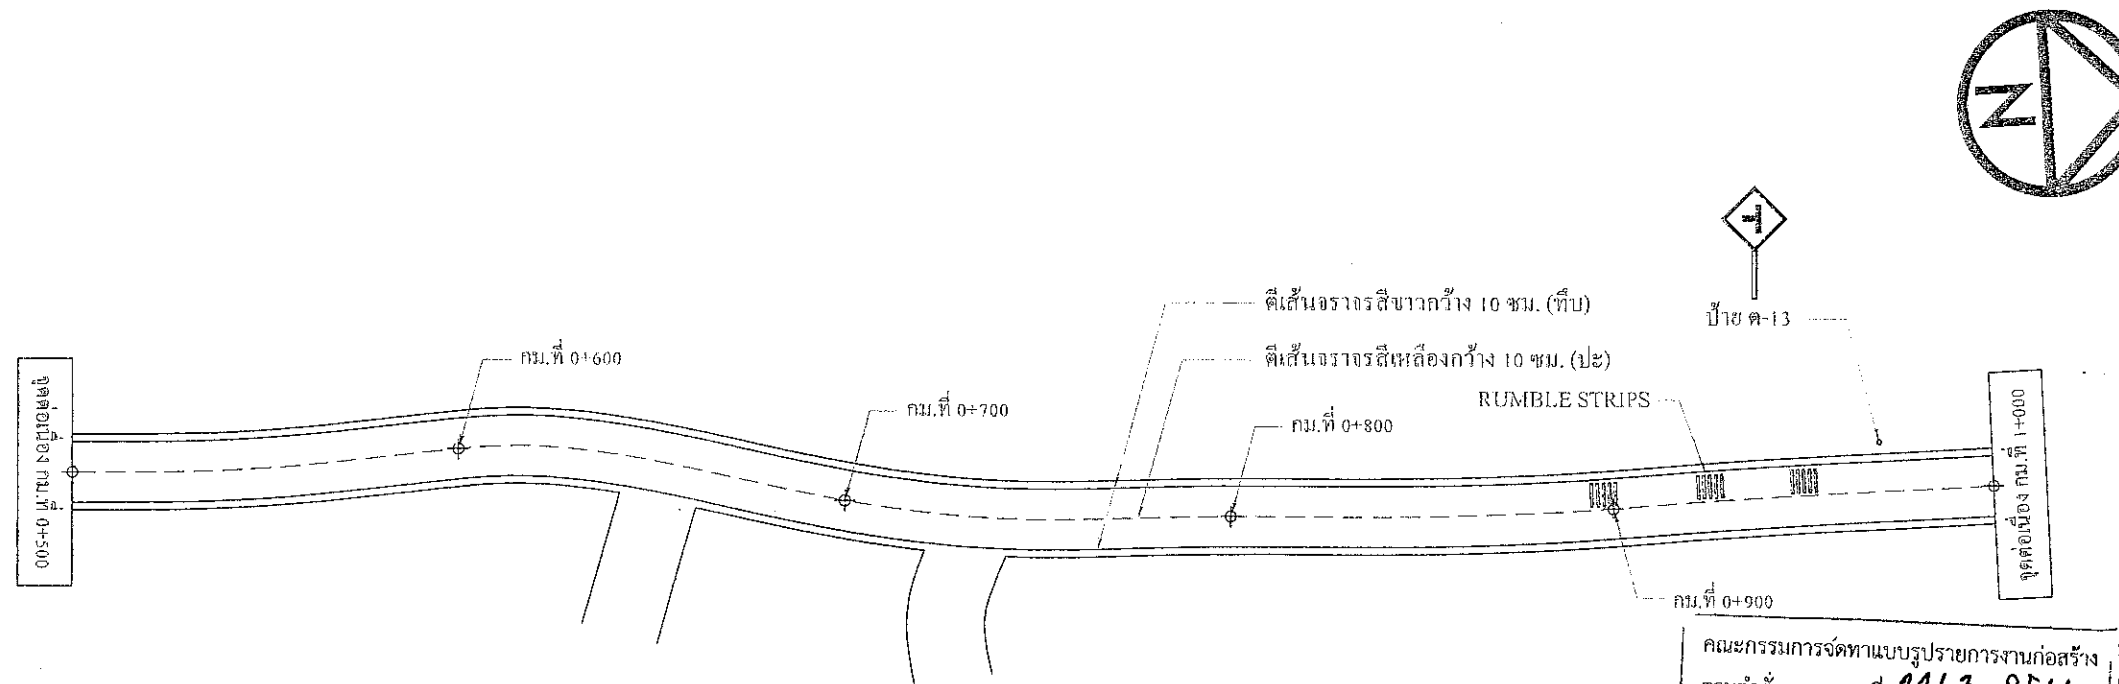 N
ตีเส้นจราจรสีขาวกว้าง 10 ซม. (ทึบ)
ป้าย ต-13
กม.ที่ 0+600
ตีเส้นจราจรสีเหลืองกว้าง 10 ซม. (ปะ)
RUMBLE STRIPS
กม.ที่ 0+700
กม.ที่ 0+800
จุดต่อเนื่อง กม.ที่ 0+500
จุดต่อเนื่อง กม.ที่ 1+000
กม.ที่ 0+900
คณะกรรมการจัดทำแบบรูปรายการงานก่อสร้าง